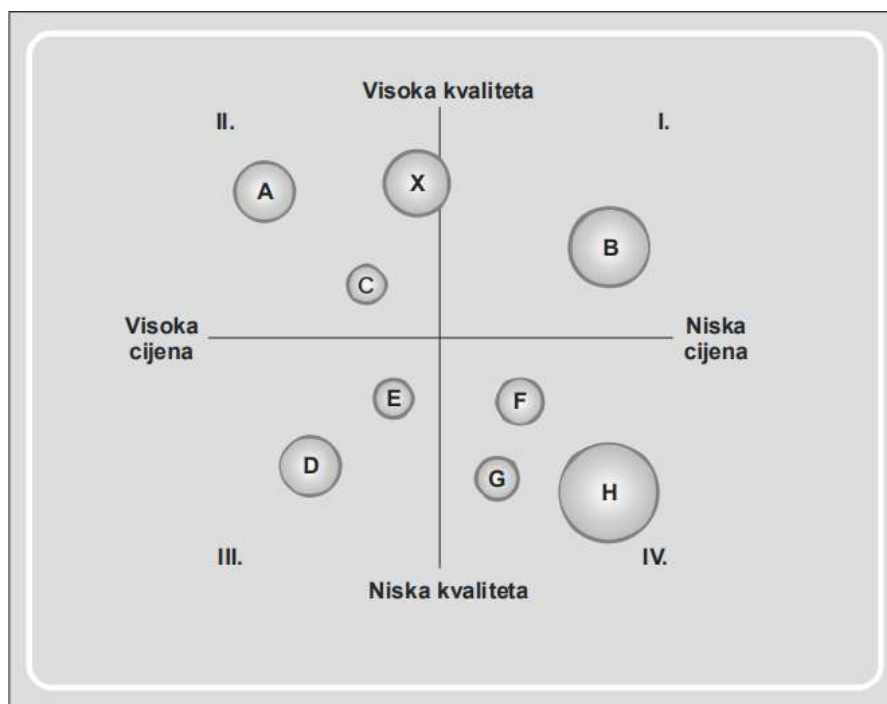 Visoka kvaliteta
II.
I.
A
X
B
C
Visoka
cijena
Niska
cijena
E
F
D
G
H
III.
IV.
Niska kvaliteta